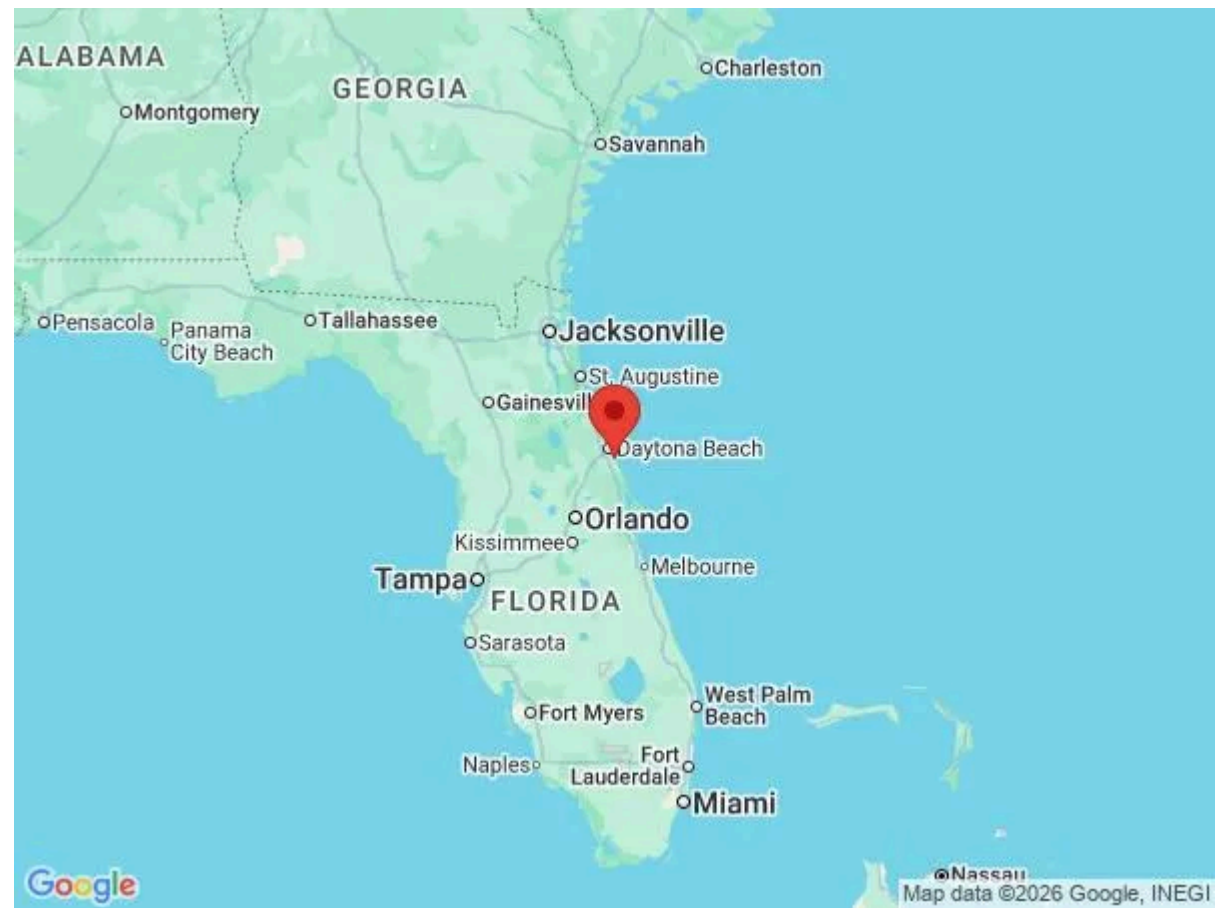 ALABAMA
Charleston
GEORGIA
Montgomery
Savannah
Pensacola
Panama
City Beach
Tallahassee
Jacksonville
St. Augustine
Gainesvill
Daytona Beach
Orlando
Kissimmee
Melbourne
Tampa
FLORIDA
Sarasota
West Palm
Beach
Fort Myers
Naples
Fort
Lauderdale
Miami
Nassau
Google
Map data ©2026 Google, INEGI